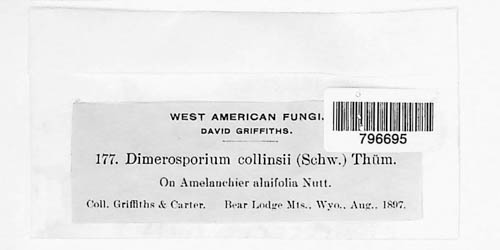 WEST AMERICAN FUNGI.
DAVID GRIFFITHS.
796695
177. Dimerosporium collinsii (Schw.) Thüm.
On Amelanchier alnifolia Nutt.
Coll. Griffiths & Carter. Bear Lodge Mts., Wyo., Aug., 1897.